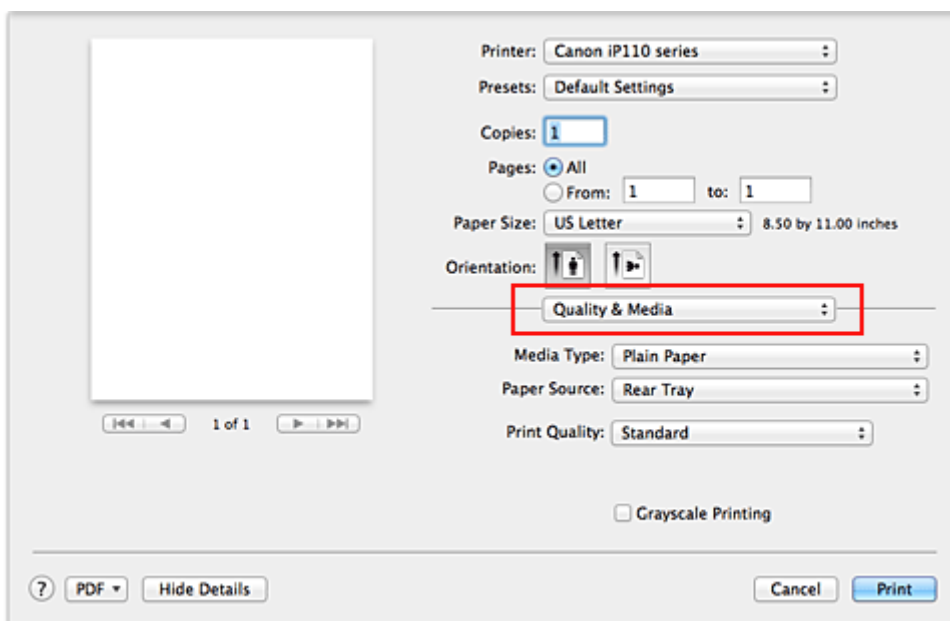 Printer: Canon iP110 series
Presets: Default Settings
Copies: 1
Pages: All
From: 1 to: 1
Paper Size: US Letter 8.50 by 11.00 inches
Orientation:
Quality & Media
Media Type: Plain Paper
Paper Source: Rear Tray
1 of 1
Print Quality: Standard
Grayscale Printing
? PDF Hide Details Cancel Print